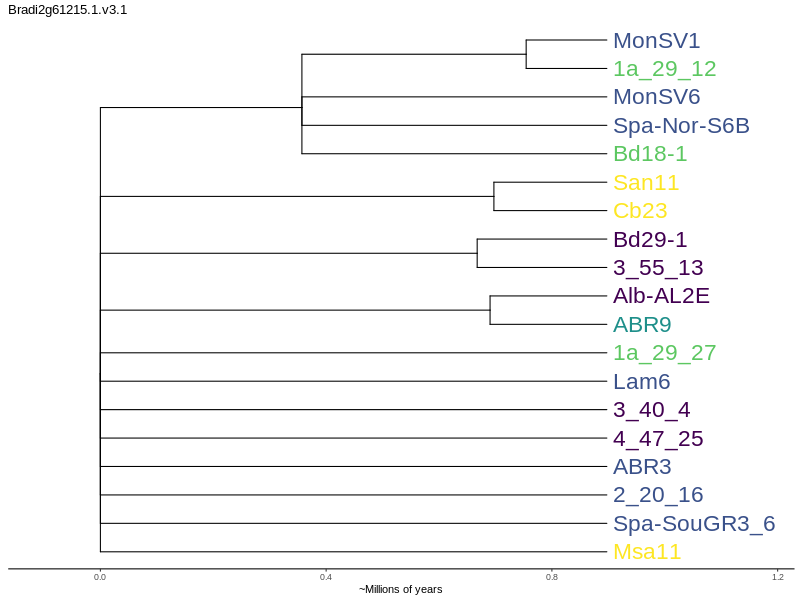 Bradi2g61215.1.v3.1
MonSV1
1a_29_12
MonSV6
Spa-Nor-S6B
Bd18-1
San11
Cb23
Bd29-1
3_55_13
Alb-AL2E
ABR9
1a_29_27
Lam6
3_40_4
4_47_25
ABR3
2_20_16
Spa-SouGR3_6
Msa11
0.0 0.4 0.8 1.2
~Millions of years